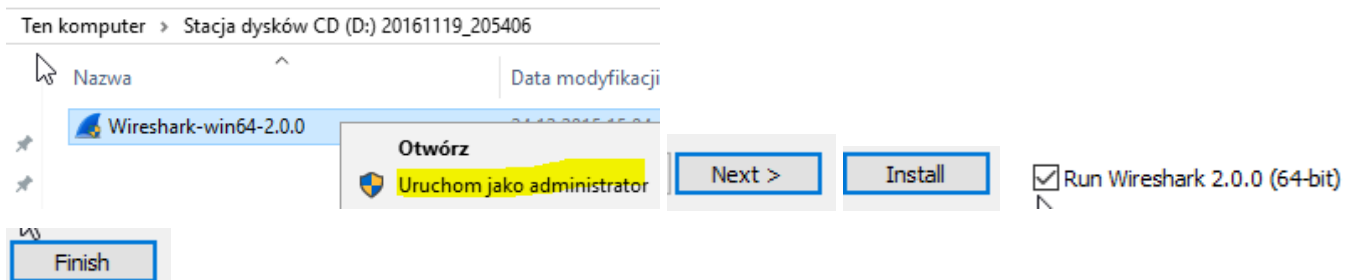 Ten komputer > Stacja dysków CD (D:) 20161119_205406
Nazwa Data modyfikacji
Wireshark-win64-2.0.0
Otwórz
Uruchom jako administrator
Next >
Install
Run Wireshark 2.0.0 (64-bit)
Finish